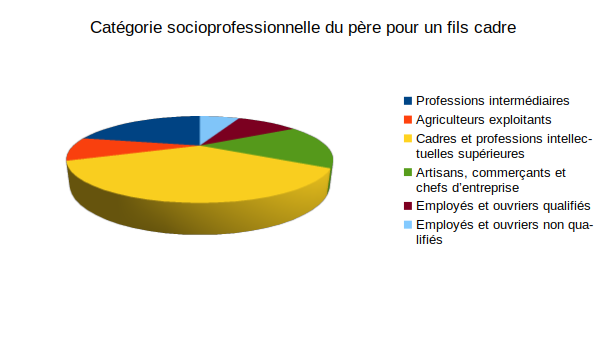 Catégorie socioprofessionnelle du père pour un fils cadre
Professions intermédiaires
Agriculteurs exploitants
Cadres et professions intellec-
tuelles supérieures
Artisans, commerçants et
chefs d’entreprise
Employés et ouvriers qualifiés
Employés et ouvriers non qua-
lifiés